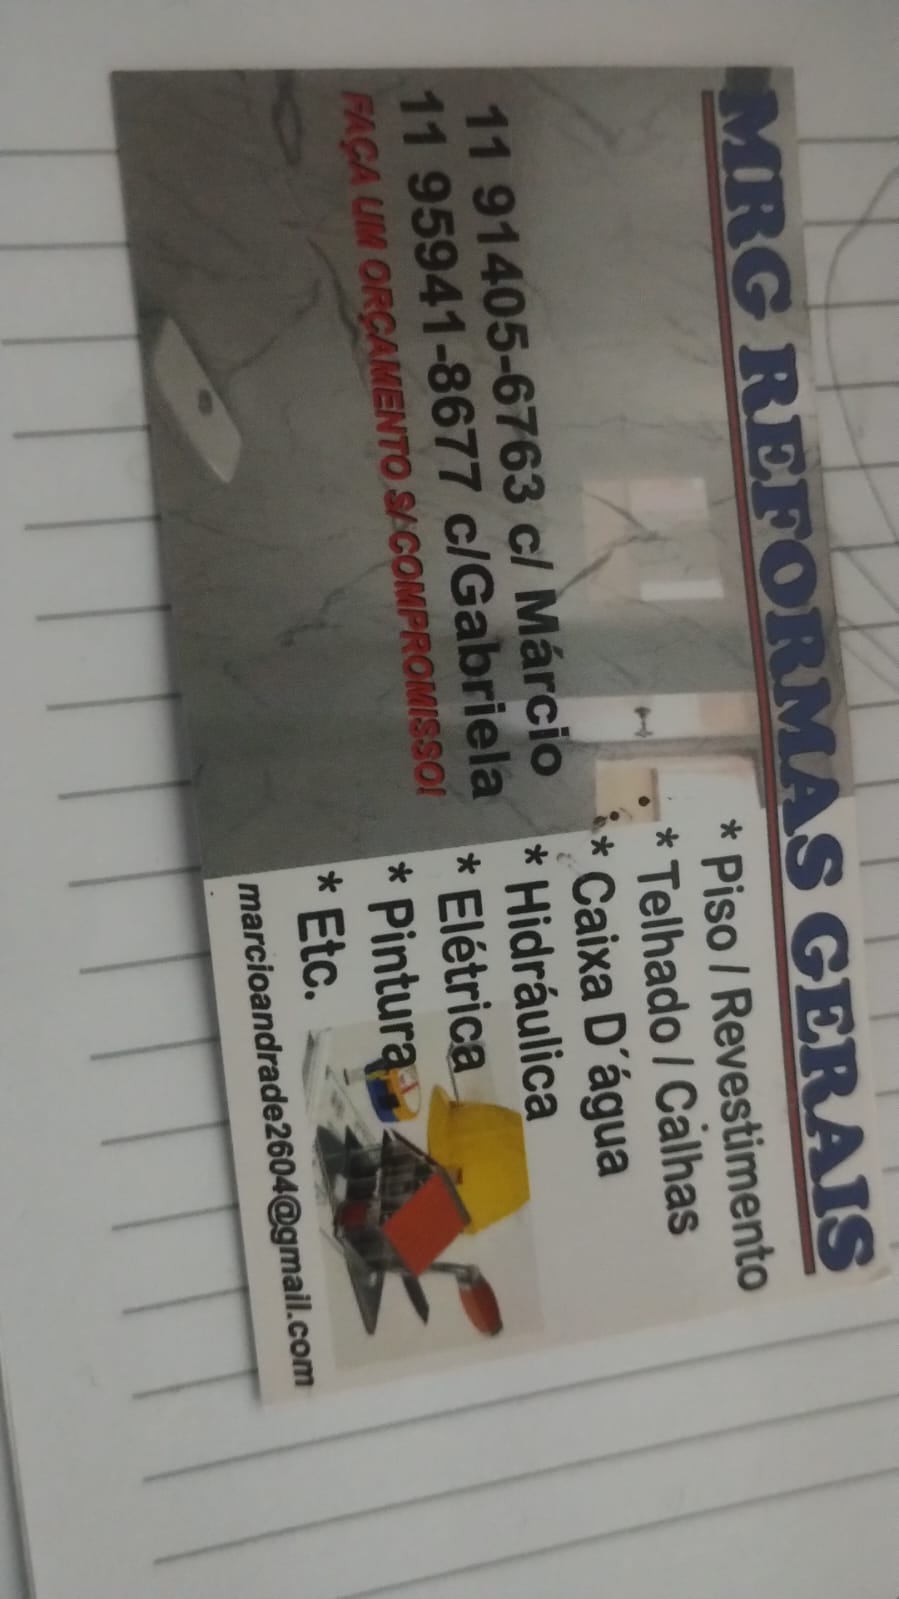 MRG REFORMAS GERAIS
11 91405-6763 c/ Márcio
11 95941-8677 c/Gabriela
FAÇA UM ORÇAMENTO S/ COMPROMISSO!
* Piso / Revestimento
* Telhado / Calhas
* Caixa D´água
* Hidráulica
* Elétrica
* Pintura
* Etc.
marcioandrade2604@gmail.com